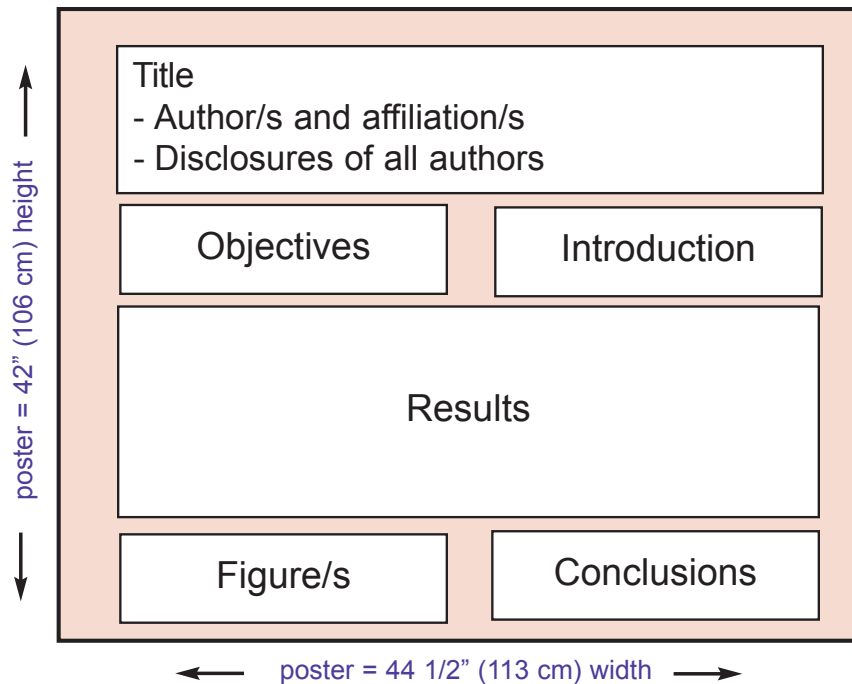 Title
- Author/s and affiliation/s
- Disclosures of all authors
Objectives
Introduction
Results
Figure/s
Conclusions
poster = 42” (106 cm) height
poster = 44 1/2” (113 cm) width